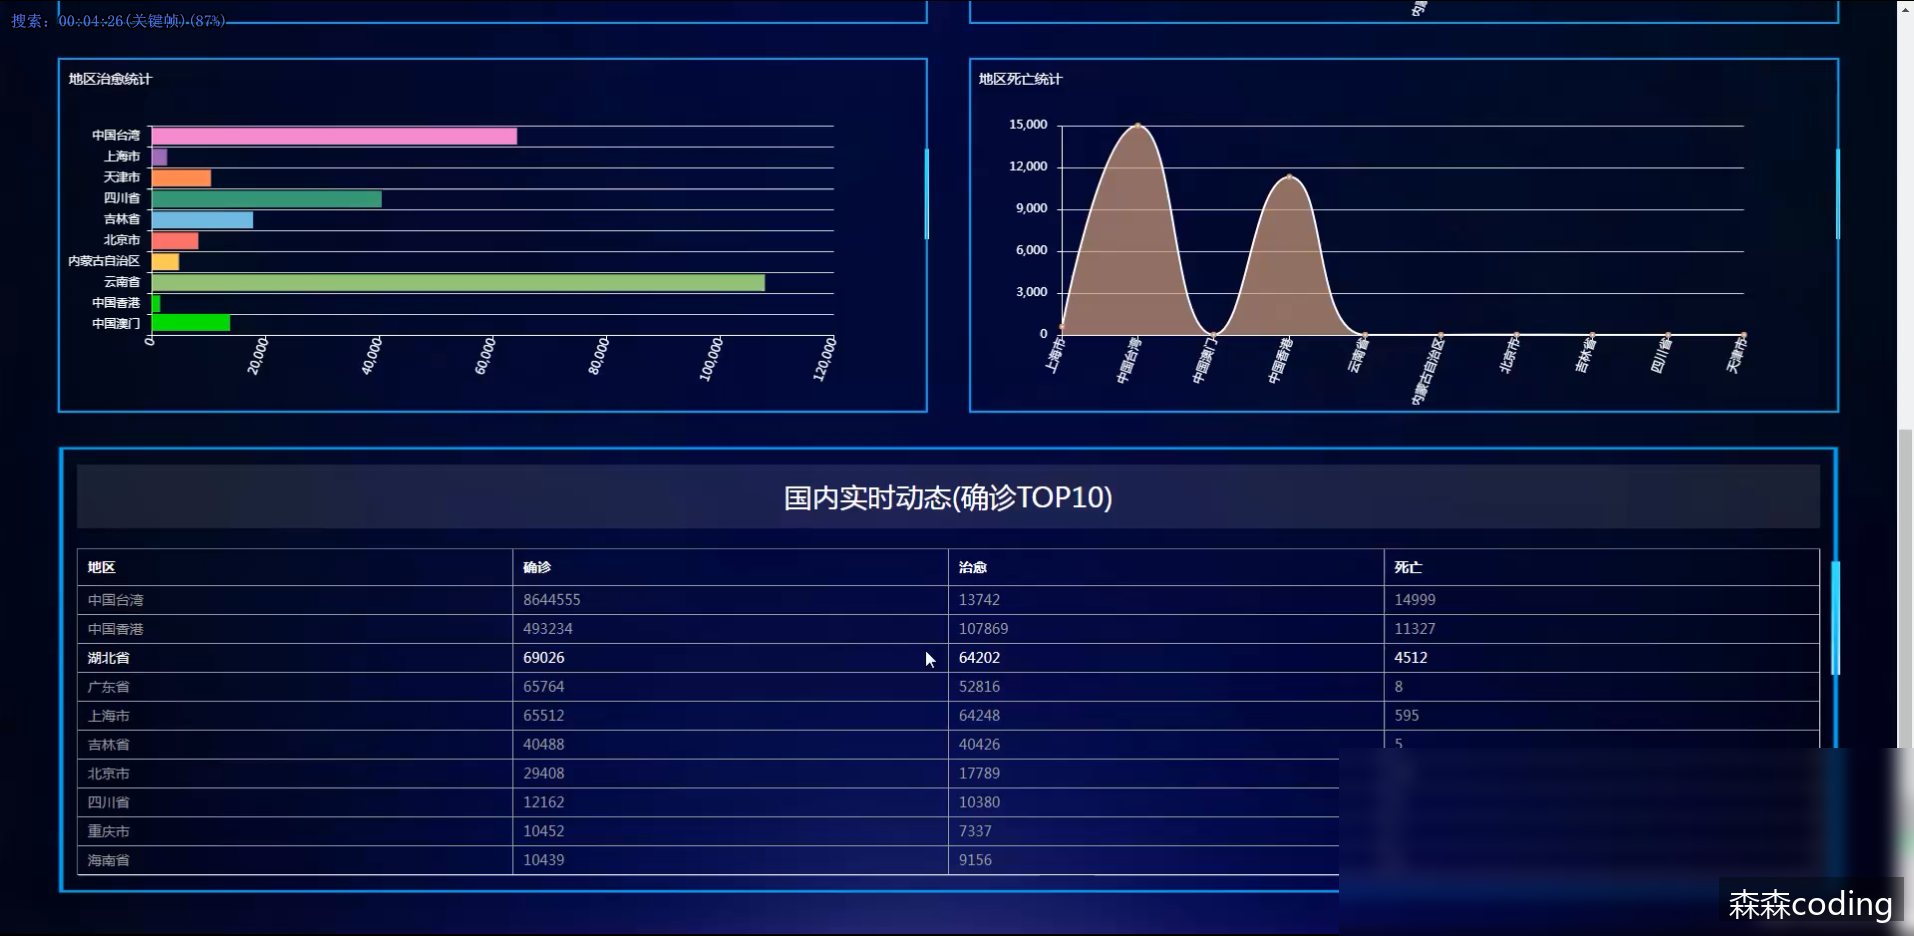 搜索: 00:04:26(关键帧)(87%)
内
地区治愈统计
中国台湾
上海市
天津市
四川省
吉林省
北京市
内蒙古自治区
云南省
中国香港
中国澳门
0
20,000
40,000
60,000
80,000
100,000
120,000
地区死亡统计
15,000
12,000
9,000
6,000
3,000
0
上海市
中国台湾
中国澳门
中国香港
云南省
内蒙古自治区
北京市
吉林省
四川省
天津市
国内实时动态(确诊TOP10)
地区 确诊 治愈 死亡
中国台湾 8644555 13742 14999
中国香港 493234 107869 11327
湖北省 69026 64202 4512
广东省 65764 52816 8
上海市 65512 64248 595
吉林省 40488 40426 5
北京市 29408 17789
四川省 12162 10380
重庆市 10452 7337
海南省 10439 9156
森森coding